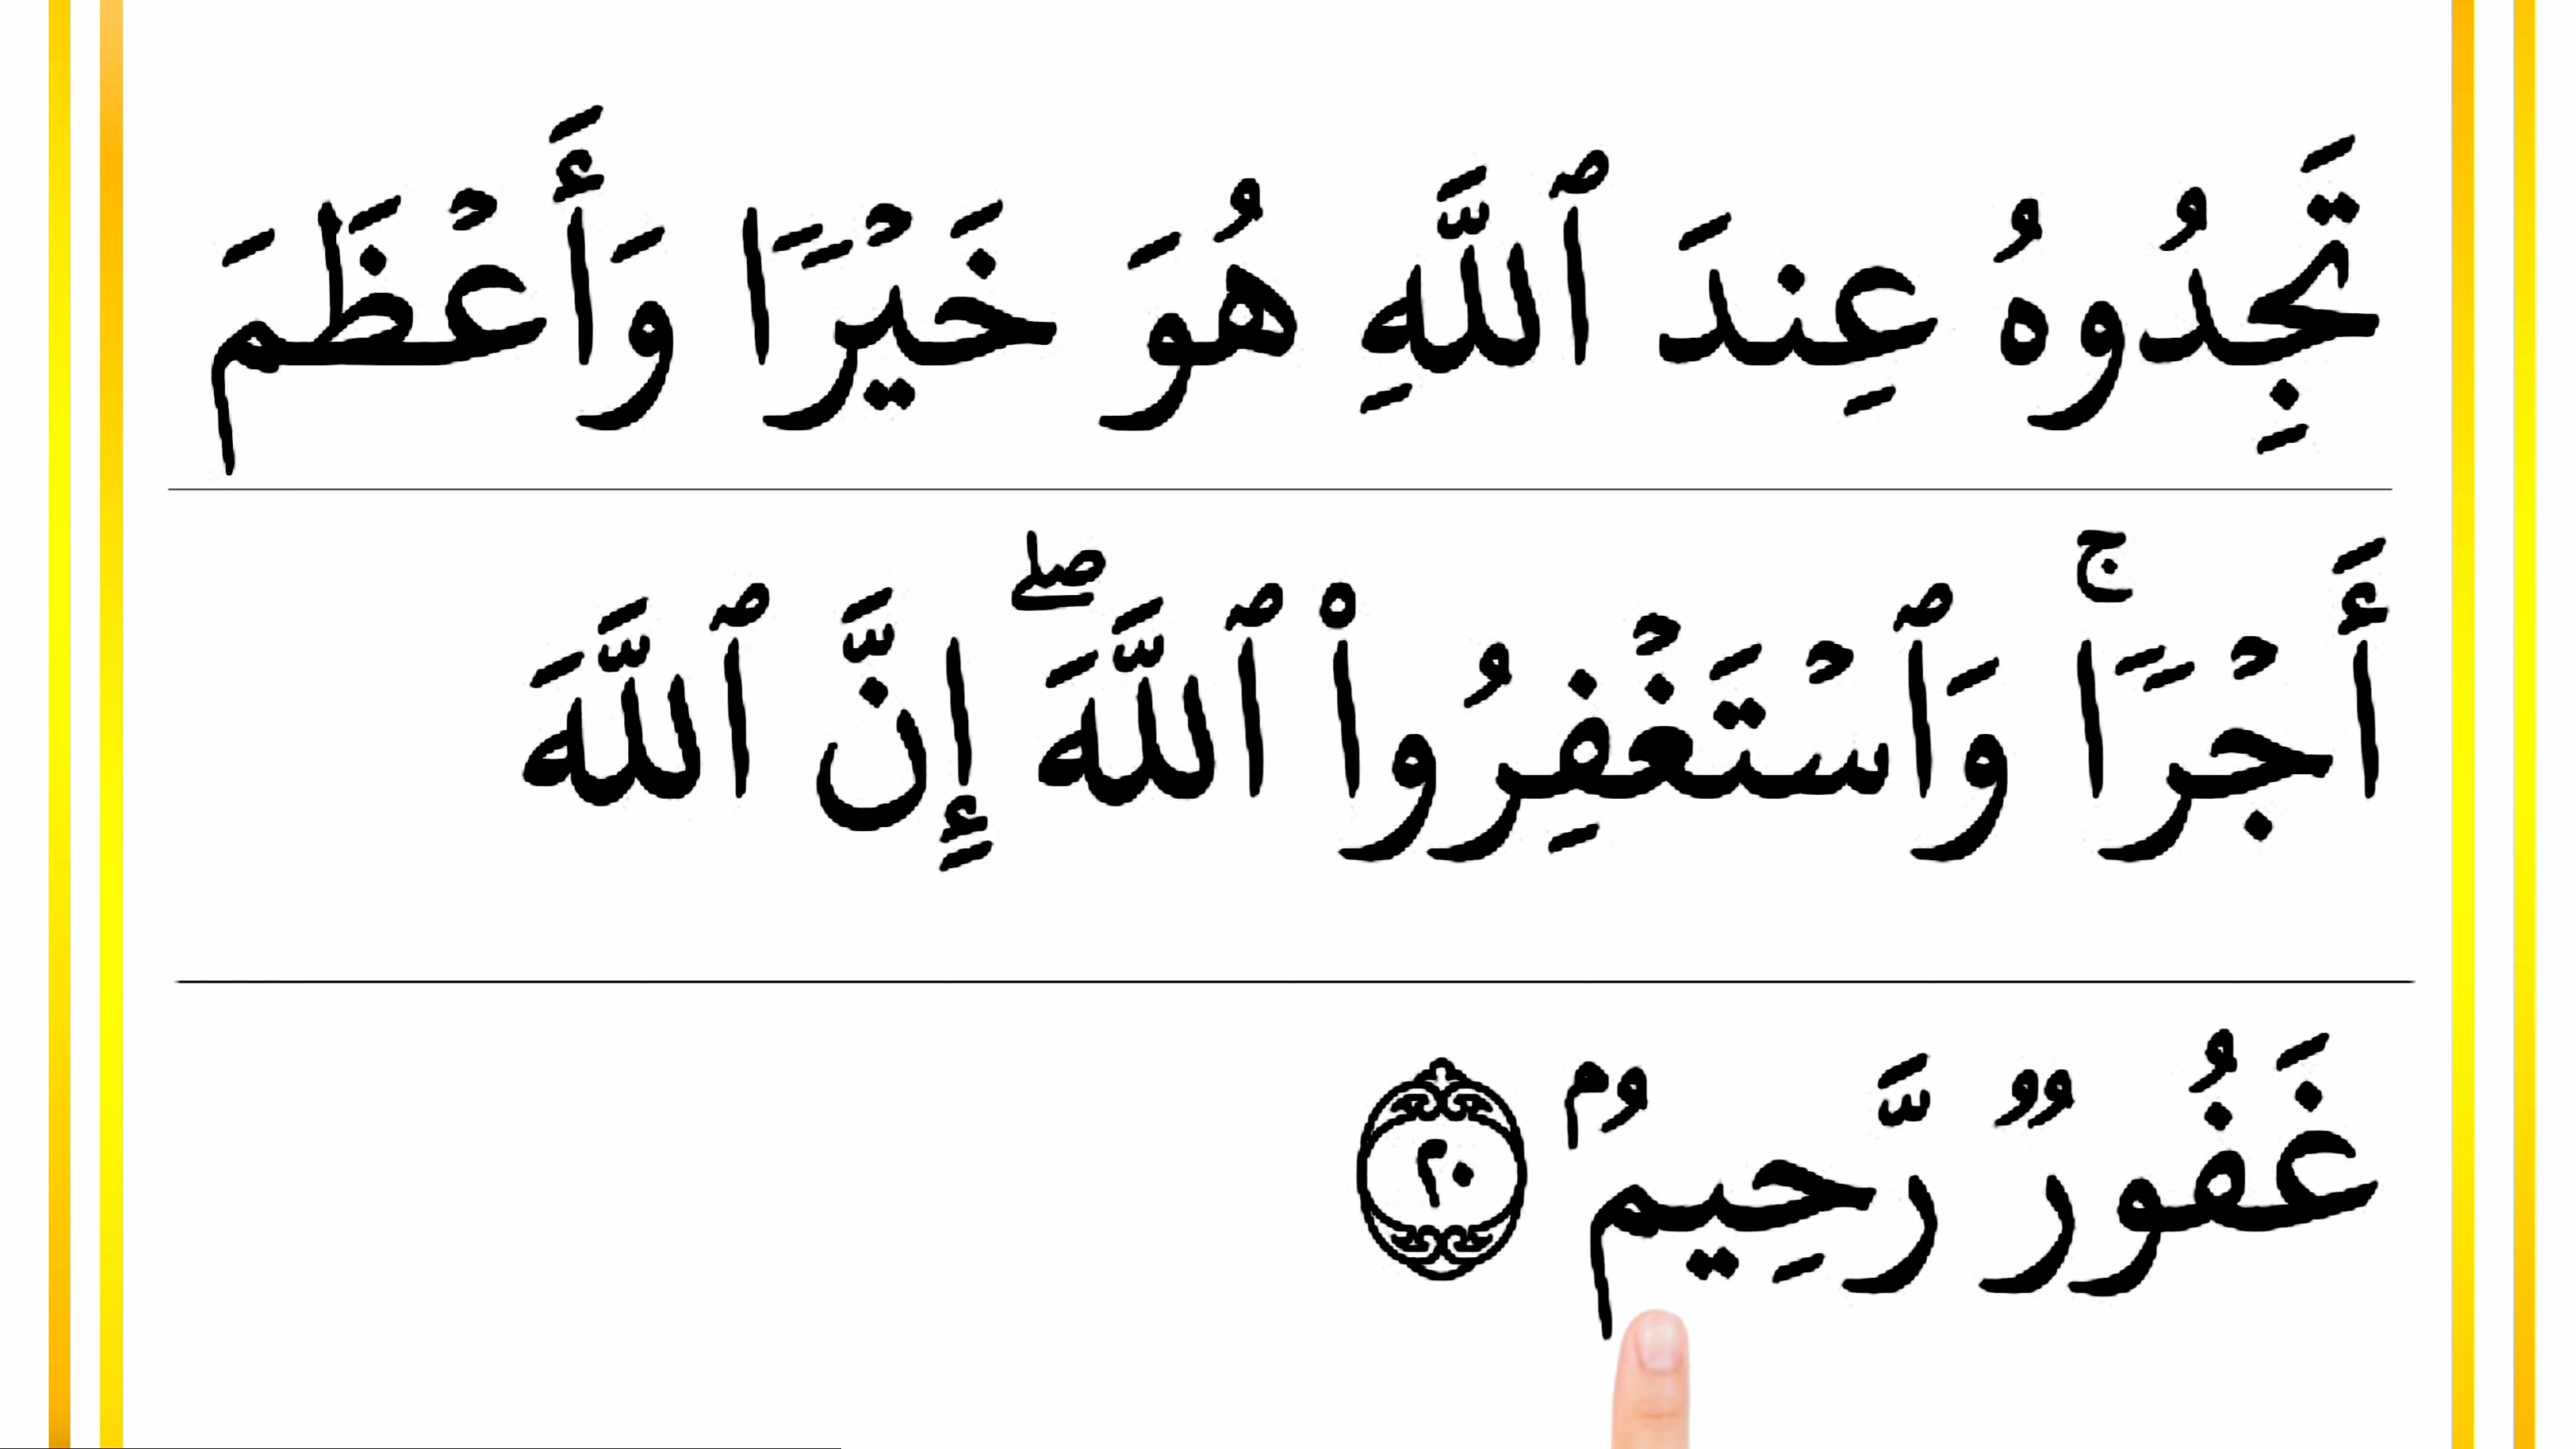 تَجِدُوهُ عِندَ ٱللَّهِ هُوَ خَيْرًا وَأَعْظَمَ
أَجْرًاۚ وَٱسْتَغْفِرُوا۟ ٱللَّهَۖ إِنَّ ٱللَّهَ
غَفُورٌ رَّحِيمُۢ ٢٠